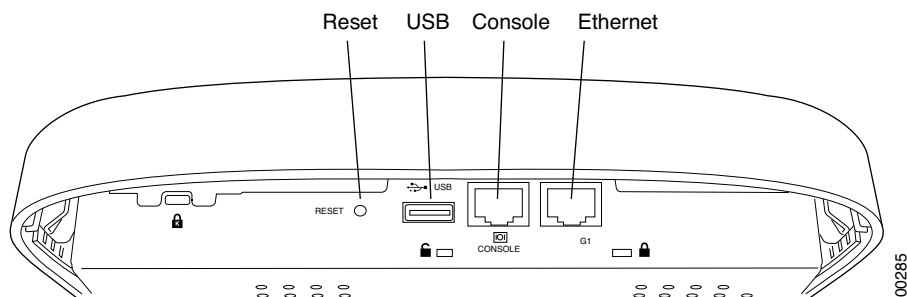 Reset USB Console Ethernet
USB
RESET
CONSOLE
G1
00285